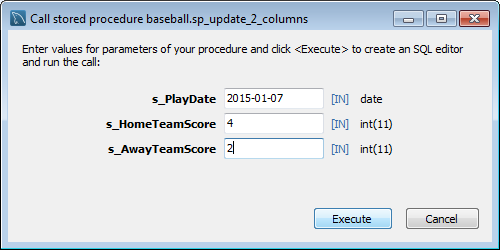 Call stored procedure baseball.sp_update_2_columns
Enter values for parameters of your procedure and click <Execute> to create an SQL editor
and run the call:
s_PlayDate 2015-01-07 [IN] date
s_HomeTeamScore 4 [IN] int(11)
s_AwayTeamScore 2 [IN] int(11)
Execute Cancel